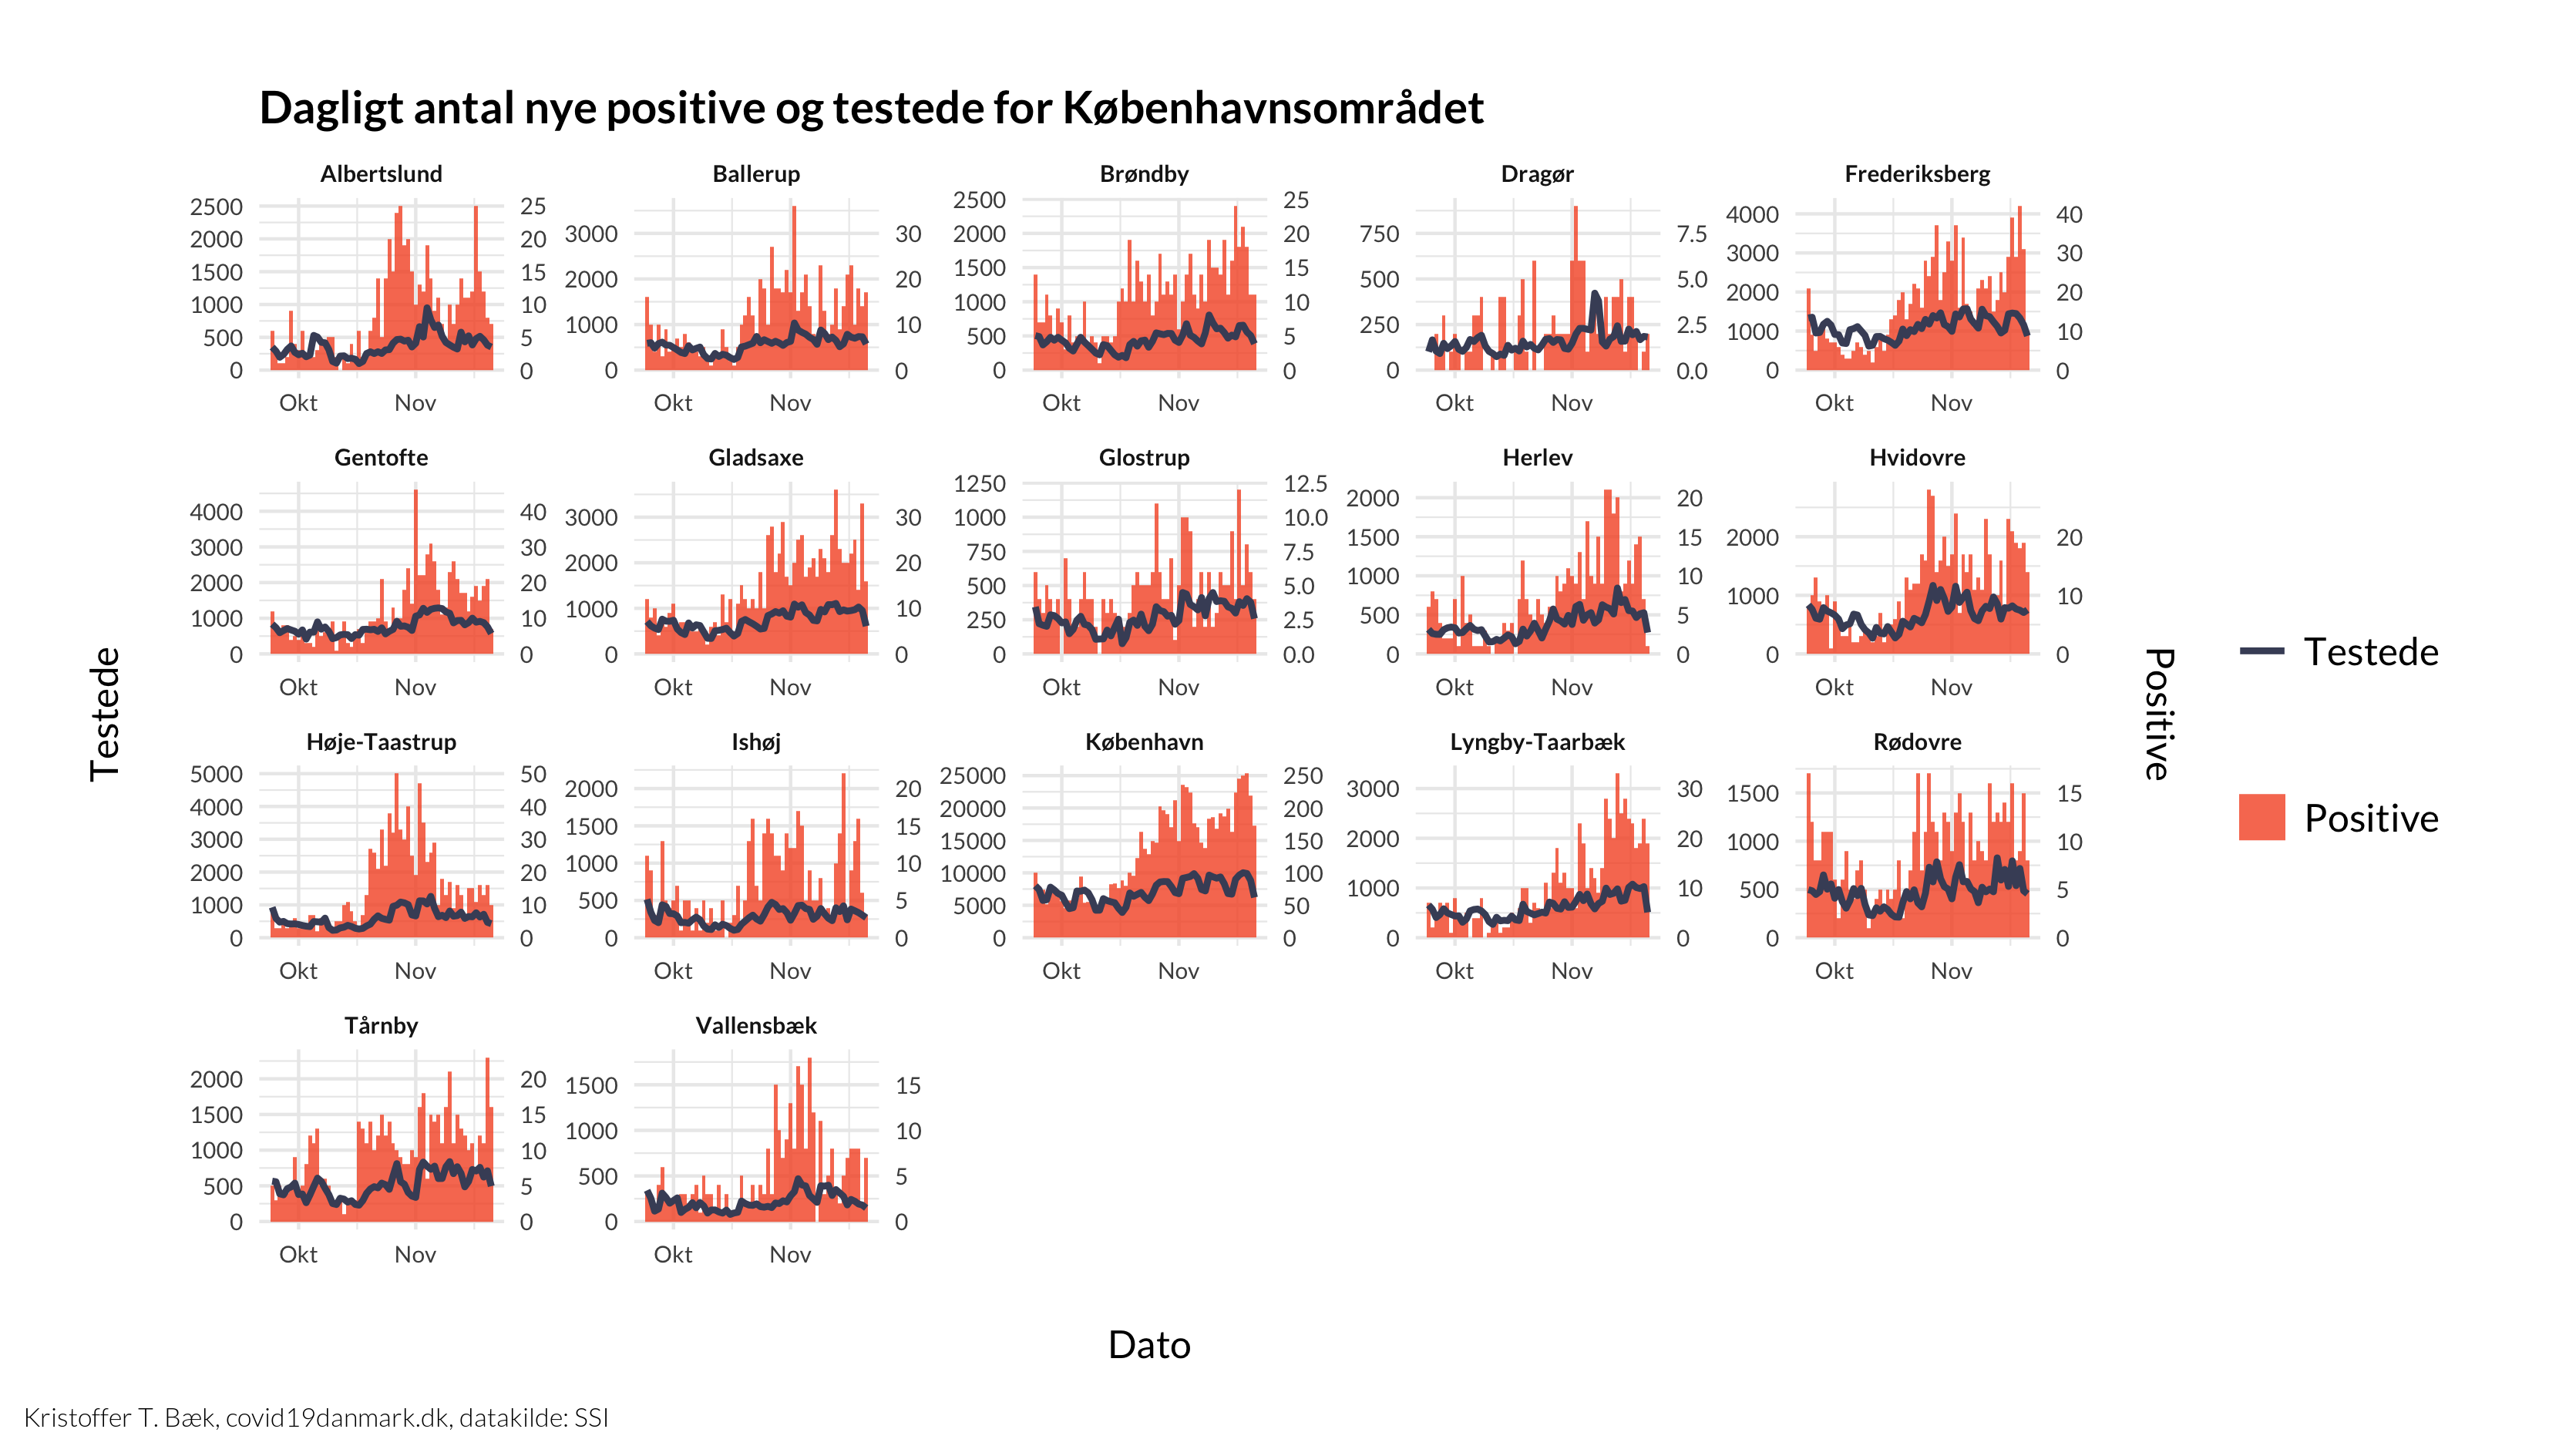 Dagligt antal nye positive og testede for Københavnsområdet
Albertslund Ballerup Brøndby Dragør Frederiksberg
2500 2000 1500 1000 500 0
25 20 15 10 5 0
3000 2000 1000 0
30 20 10 0
2500 2000 1500 1000 500 0
25 20 15 10 5 0
750 500 250 0
7.5 5.0 2.5 0.0
4000 3000 2000 1000 0
40 30 20 10 0
Okt Nov Okt Nov Okt Nov Okt Nov Okt Nov
Gentofte Gladsaxe Glostrup Herlev Hvidovre
4000 3000 2000 1000 0
40 30 20 10 0
3000 2000 1000 0
30 20 10 0
1250 1000 750 500 250 0
12.5 10.0 7.5 5.0 2.5 0.0
2000 1500 1000 500 0
20 15 10 5 0
2000 1000 0
20 10 0
Okt Nov Okt Nov Okt Nov Okt Nov Okt Nov
Høje-Taastrup Ishøj København Lyngby-Taarbæk Rødovre
5000 4000 3000 2000 1000 0
50 40 30 20 10 0
2000 1500 1000 500 0
20 15 10 5 0
25000 20000 15000 10000 5000 0
250 200 150 100 50 0
3000 2000 1000 0
30 20 10 0
1500 1000 500 0
15 10 5 0
Okt Nov Okt Nov Okt Nov Okt Nov Okt Nov
Tårnby Vallensbæk
2000 1500 1000 500 0
20 15 10 5 0
1500 1000 500 0
15 10 5 0
Okt Nov Okt Nov
Testede
Positive
Testede
Positive
Dato
Kristoffer T. Bæk, covid19danmark.dk, datakilde: SSI